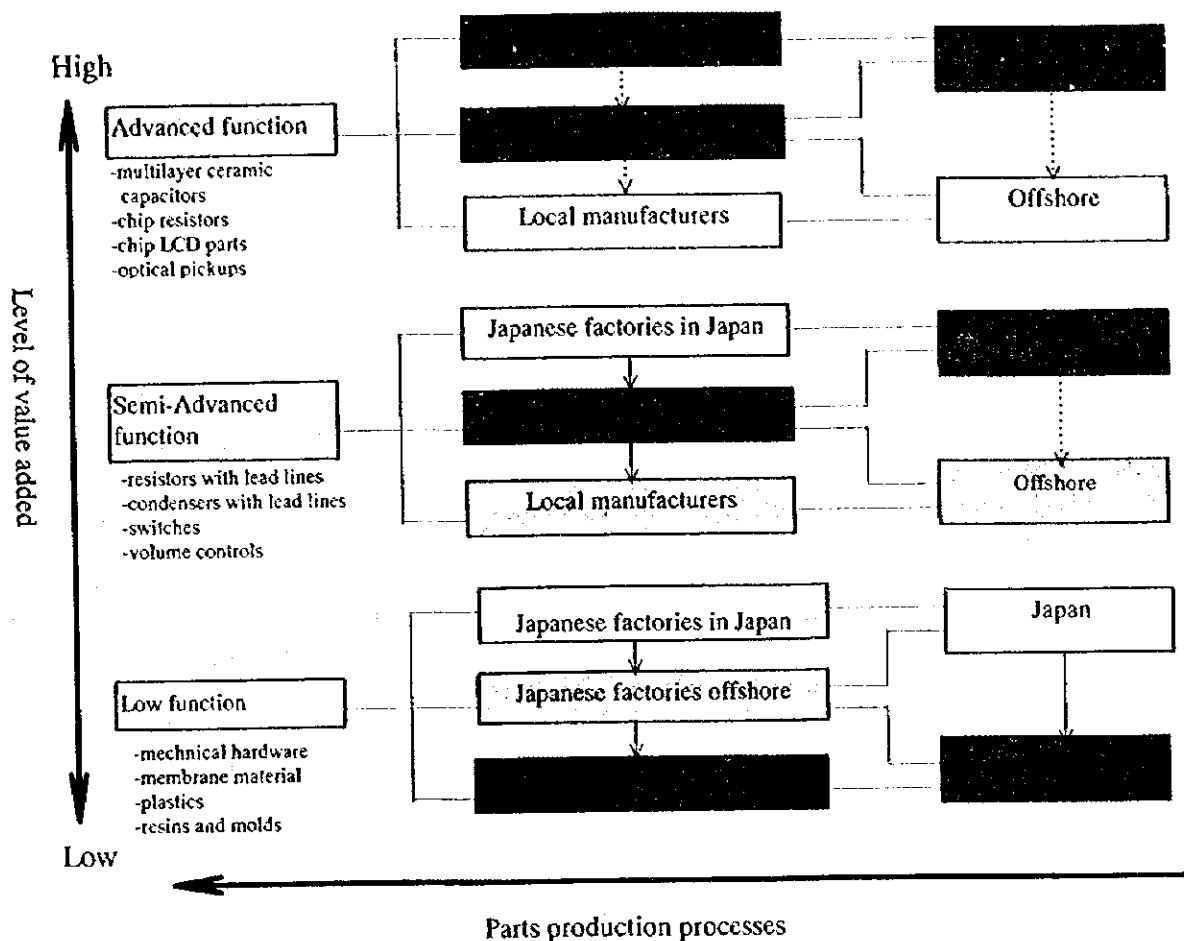 High
Advanced function
-multilayer ceramic
capacitors
-chip resistors
-chip LCD parts
-optical pickups
Local manufacturers
Offshore
Level of value added
Japanese factories in Japan
Semi-Advanced
function
-resistors with lead lines
-condensers with lead lines
-switches
-volume controls
Local manufacturers
Offshore
Japanese factories in Japan
Japan
Low function
Japanese factories offshore
-mechnical hardware
-membrane material
-plastics
-resins and molds
Low
Parts production processes